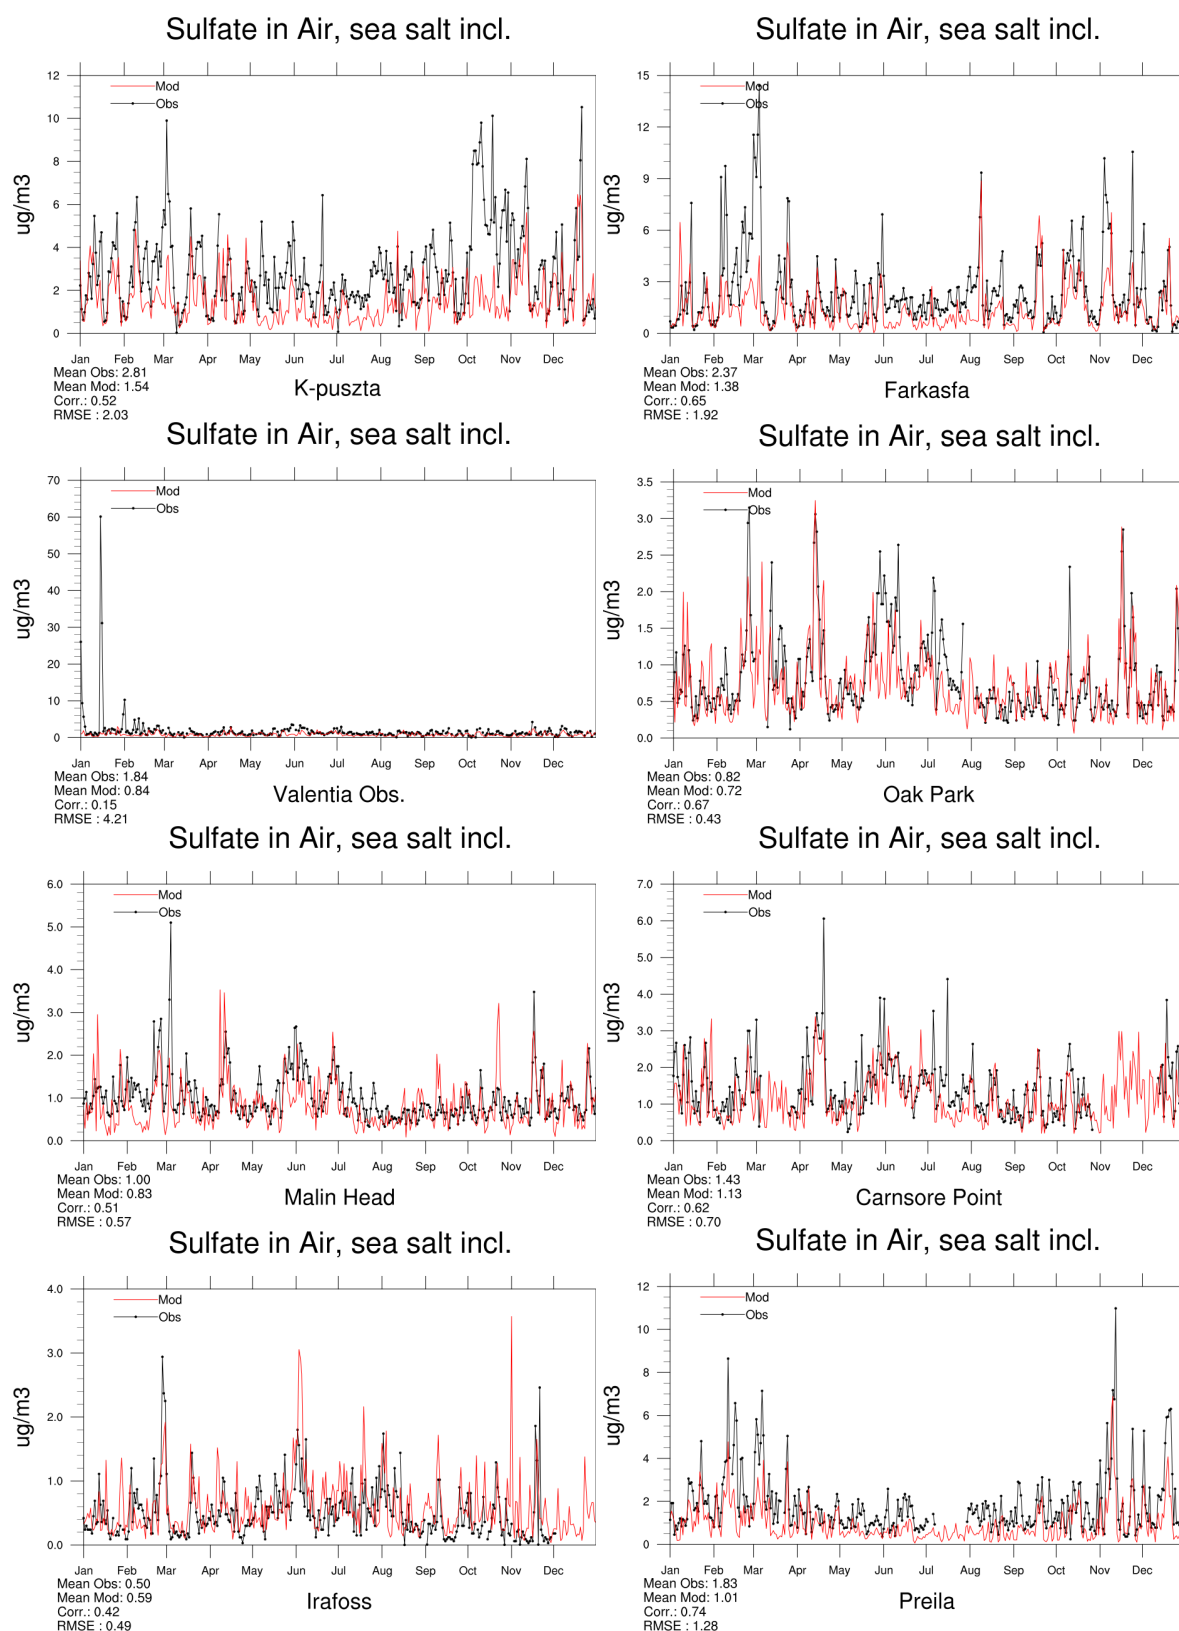 Sulfate in Air, sea salt incl.
12
10
8
6
4
2
0
ug/m3
Mod
Obs
Jan Feb Mar Apr May Jun Jul Aug Sep Oct Nov Dec
Mean Obs: 2.81
Mean Mod: 1.54
Corr.: 0.52
RMSE : 2.03
K-puszta
Sulfate in Air, sea salt incl.
15
12
9
6
3
0
ug/m3
Mod
Obs
Jan Feb Mar Apr May Jun Jul Aug Sep Oct Nov Dec
Mean Obs: 2.37
Mean Mod: 1.38
Corr.: 0.65
RMSE : 1.92
Farkasfa
Sulfate in Air, sea salt incl.
70
60
50
40
30
20
10
0
ug/m3
Mod
Obs
Jan Feb Mar Apr May Jun Jul Aug Sep Oct Nov Dec
Mean Obs: 1.84
Mean Mod: 0.84
Corr.: 0.15
RMSE : 4.21
Valentia Obs.
Sulfate in Air, sea salt incl.
3.5
3.0
2.5
2.0
1.5
1.0
0.5
0.0
ug/m3
Mod
Obs
Jan Feb Mar Apr May Jun Jul Aug Sep Oct Nov Dec
Mean Obs: 0.82
Mean Mod: 0.72
Corr.: 0.67
RMSE : 0.43
Oak Park
Sulfate in Air, sea salt incl.
6.0
5.0
4.0
3.0
2.0
1.0
0.0
ug/m3
Mod
Obs
Jan Feb Mar Apr May Jun Jul Aug Sep Oct Nov Dec
Mean Obs: 1.00
Mean Mod: 0.83
Corr.: 0.51
RMSE : 0.57
Malin Head
Sulfate in Air, sea salt incl.
7.0
6.0
5.0
4.0
3.0
2.0
1.0
0.0
ug/m3
Mod
Obs
Jan Feb Mar Apr May Jun Jul Aug Sep Oct Nov Dec
Mean Obs: 1.43
Mean Mod: 1.13
Corr.: 0.62
RMSE : 0.70
Carnsore Point
Sulfate in Air, sea salt incl.
4.0
3.0
2.0
1.0
0.0
ug/m3
Mod
Obs
Jan Feb Mar Apr May Jun Jul Aug Sep Oct Nov Dec
Mean Obs: 0.50
Mean Mod: 0.59
Corr.: 0.42
RMSE : 0.49
Irafoss
Sulfate in Air, sea salt incl.
12
10
8
6
4
2
0
ug/m3
Mod
Obs
Jan Feb Mar Apr May Jun Jul Aug Sep Oct Nov Dec
Mean Obs: 1.83
Mean Mod: 1.01
Corr.: 0.74
RMSE : 1.28
Preila